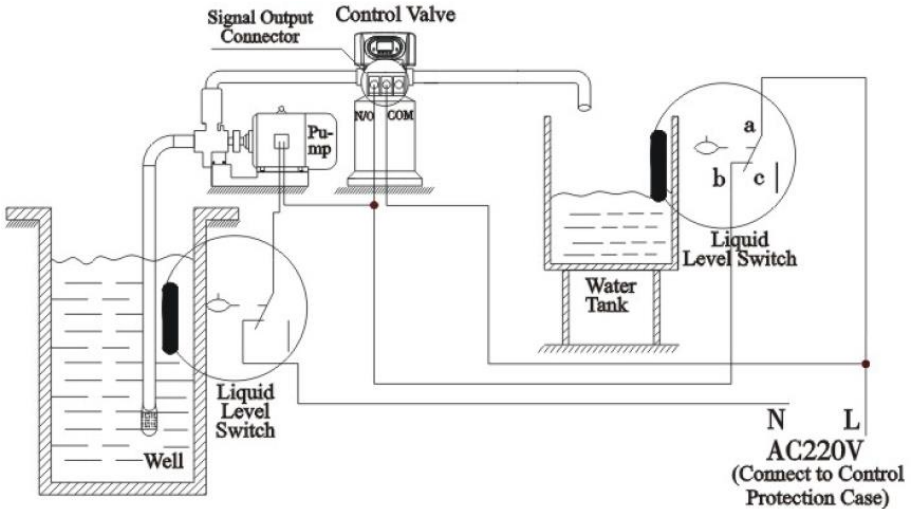 Signal Output
Connector
Control Valve
N/O
COM
Pu-
mp
a
b
c
Liquid
Level Switch
Water
Tank
Liquid
Level
Switch
Well
N
L
AC220V
(Connect to Control
Protection Case)